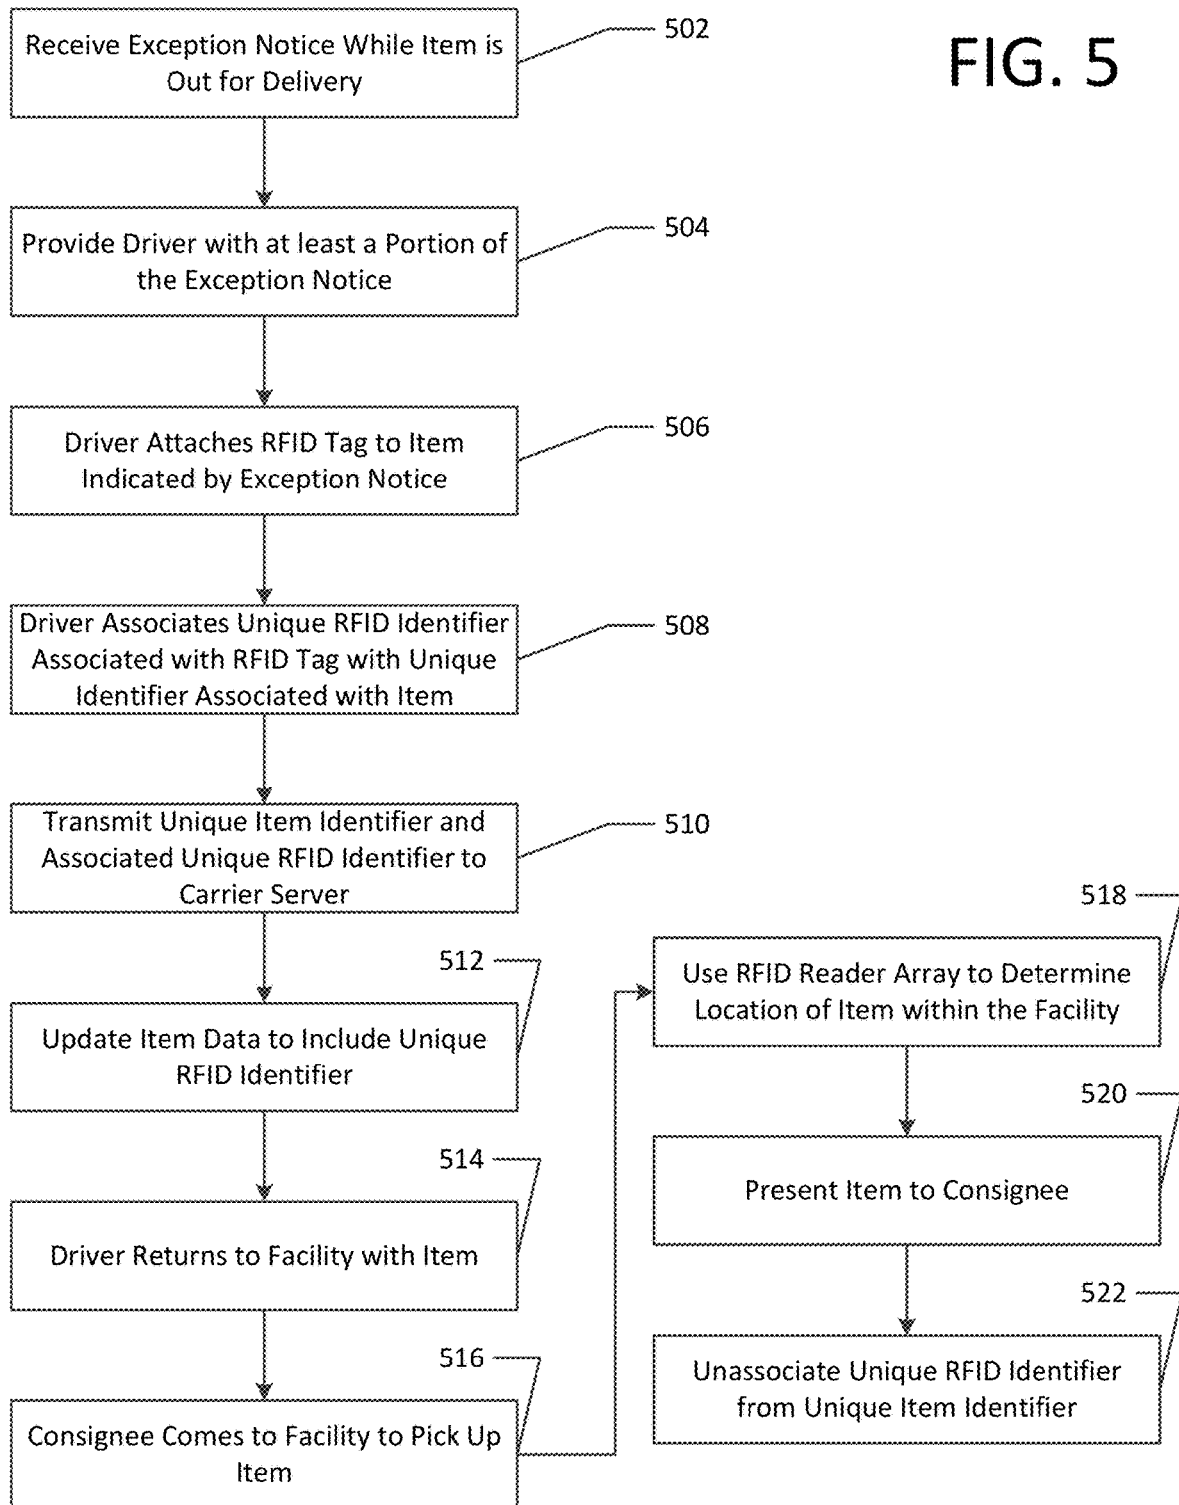 FIG. 5
Receive Exception Notice While Item is
Out for Delivery
502
Provide Driver with at least a Portion of
the Exception Notice
504
Driver Attaches RFID Tag to Item
Indicated by Exception Notice
506
Driver Associates Unique RFID Identifier
Associated with RFID Tag with Unique
Identifier Associated with Item
508
Transmit Unique Item Identifier and
Associated Unique RFID Identifier to
Carrier Server
510
512
Update Item Data to Include Unique
RFID Identifier
514
Driver Returns to Facility with Item
516
Consignee Comes to Facility to Pick Up
Item
518
Use RFID Reader Array to Determine
Location of Item within the Facility
520
Present Item to Consignee
522
Unassociate Unique RFID Identifier
from Unique Item Identifier